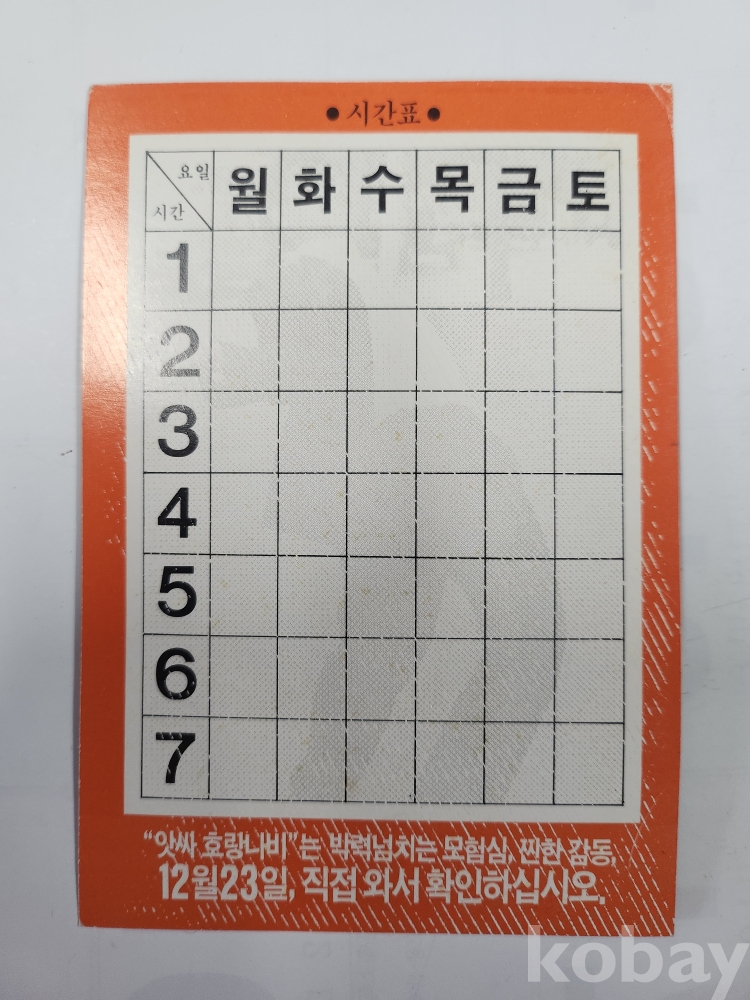 • 시간표 •
요일 월 화 수 목 금 토
시간
1
2
3
4
5
6
7
"앗싸 호랑나비"는 박력넘치는 모험심, 찐한 감동,
12월23일, 직접 와서 확인하십시오.
kobay